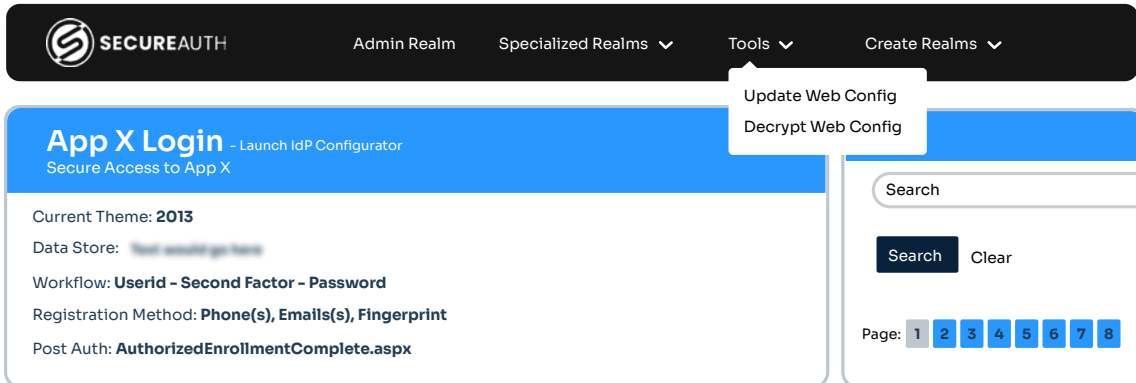 SECUREAUTH
Admin Realm
Specialized Realms
Tools
Create Realms
Update Web Config
Decrypt Web Config
App X Login - Launch IdP Configurator
Secure Access to App X
Current Theme: 2013
Data Store:
Workflow: Userid - Second Factor - Password
Registration Method: Phone(s), Emails(s), Fingerprint
Post Auth: AuthorizedEnrollmentComplete.aspx
Search
Search Clear
Page: 1 2 3 4 5 6 7 8